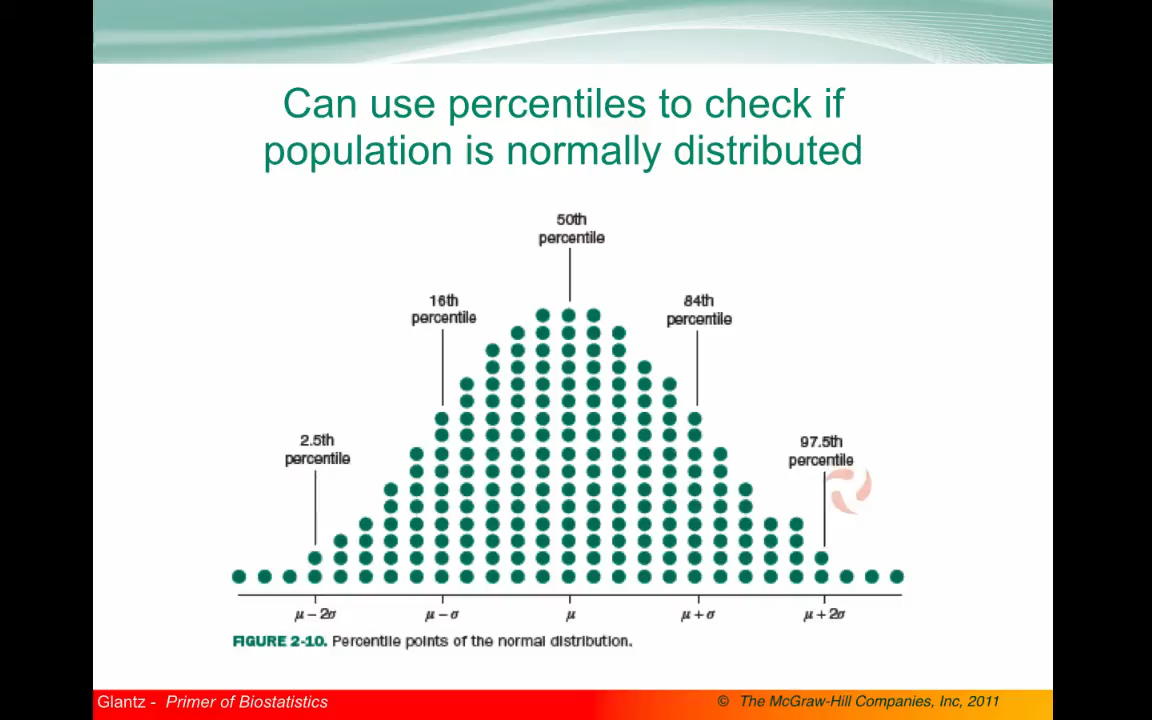 Can use percentiles to check if
population is normally distributed
50th
percentile
16th
percentile
84th
percentile
2.5th
percentile
97.5th
percentile
μ – 2σ
μ – σ
μ
μ + σ
μ + 2σ
FIGURE 2-10. Percentile points of the normal distribution.
Glantz - Primer of Biostatistics
© The McGraw-Hill Companies, Inc, 2011